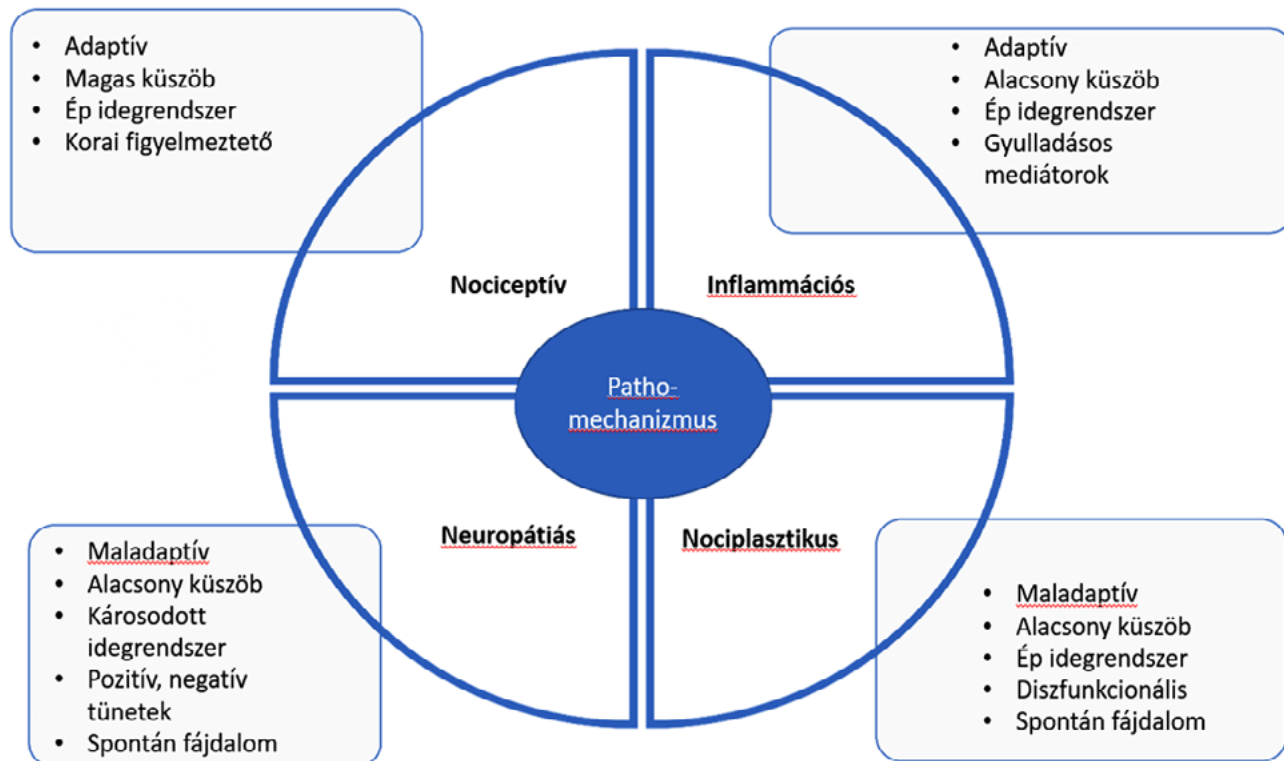 • Adaptív
• Magas küszöb
• Ép idegrendszer
• Korai figyelmeztető
• Adaptív
• Alacsony küszöb
• Ép idegrendszer
• Gyulladásos
mediátorok
Nociceptív
Inflammációs
Patho-
mechanizmus
Neuropátiás
Nociplasztikus
• Maladaptív
• Alacsony küszöb
• Károsodott
idegrendszer
• Pozitív, negatív
tünetek
• Spontán fájdalom
• Maladaptív
• Alacsony küszöb
• Ép idegrendszer
• Diszfunkcionális
• Spontán fájdalom